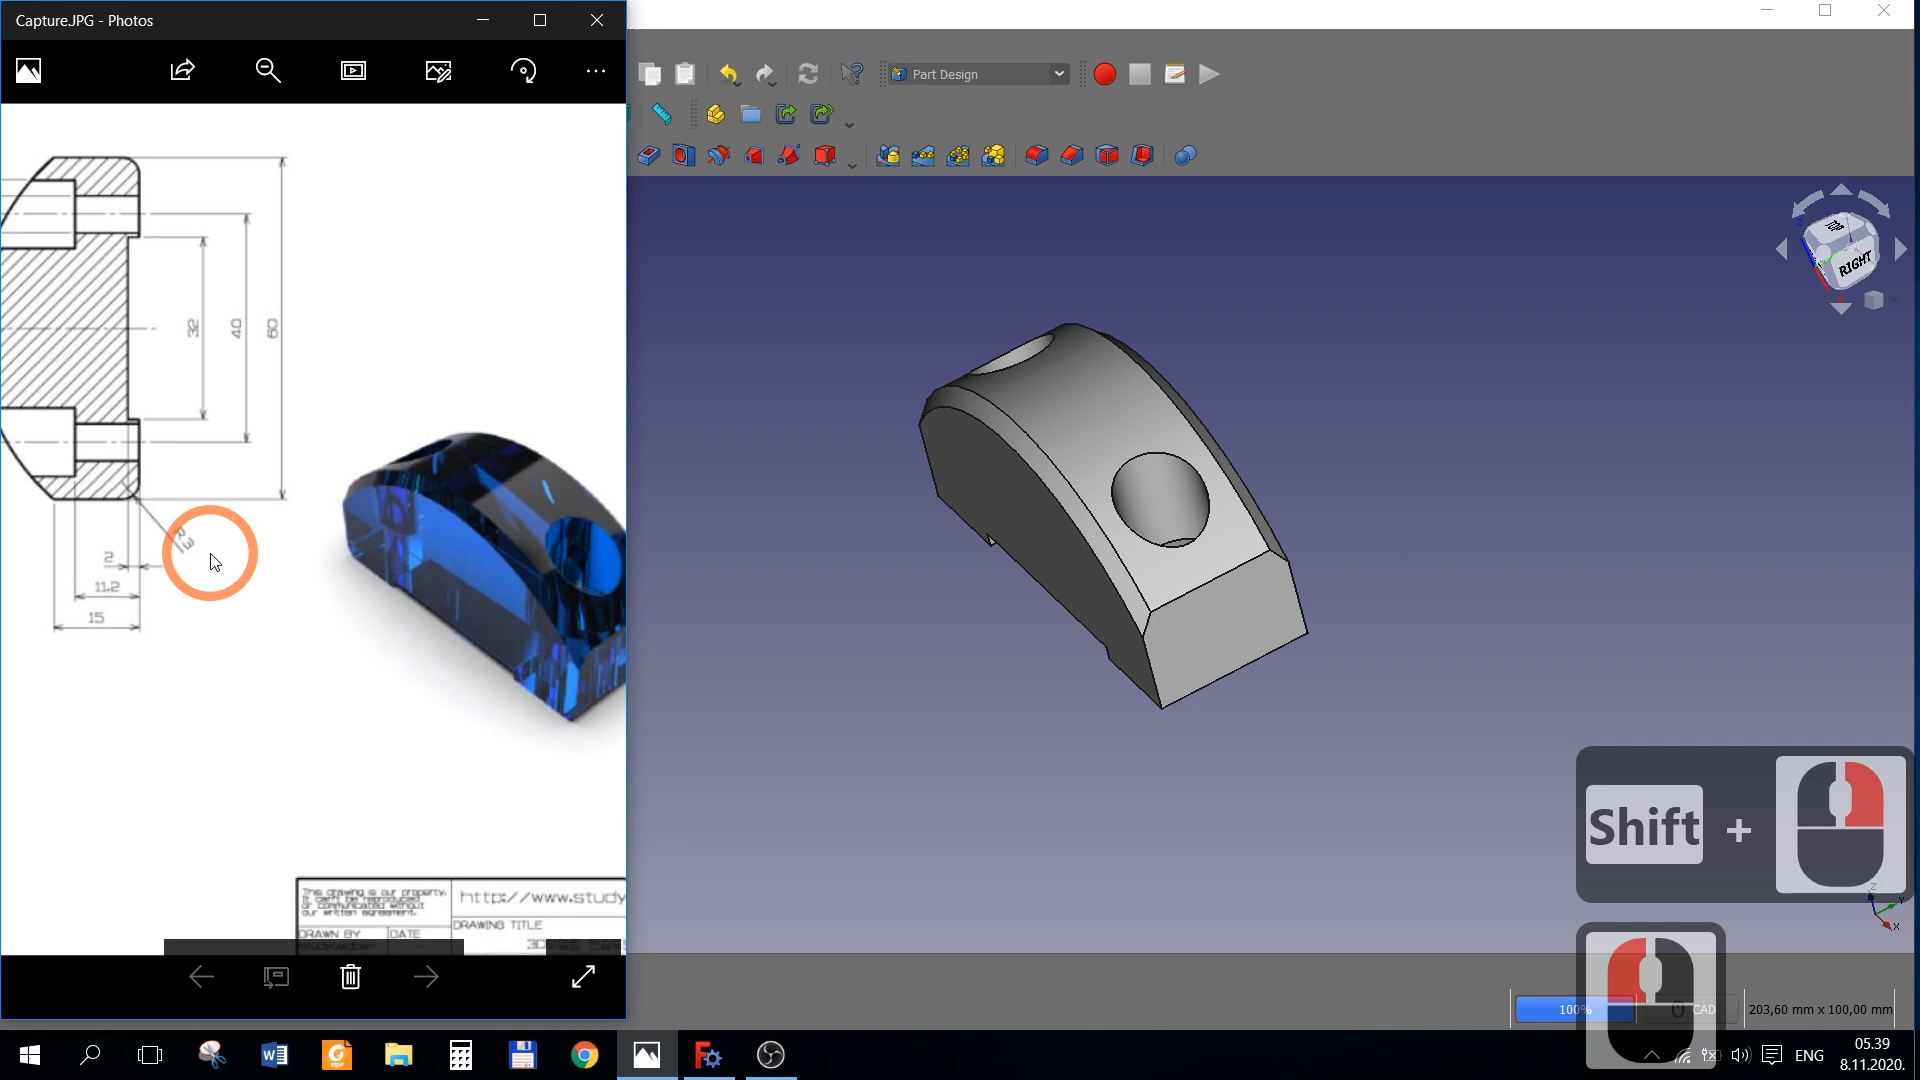 Capture.JPG - Photos
Part Design
RIGHT
Z
32
40
60
R3
2
11.2
15
This drawing is our property.
It can't be reproduced
or communicated without
our written agreement.
http://www.study
DRAWING TITLE
DRAWN BY
DATE
Shift +
Z
Y
X
100%
CAD
203,60 mm x 100,00 mm
ENG
05.39
8.11.2020.
PDF